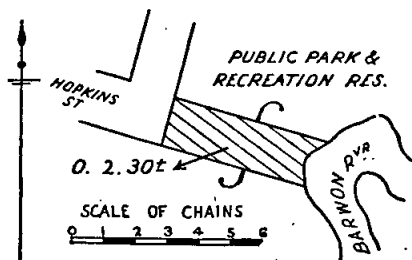 PUBLIC PARK &
RECREATION RES.
HOPKINS
ST
0. 2. 30±
SCALE OF CHAINS
0 1 2 3 4 5 6
BARWON RVR.